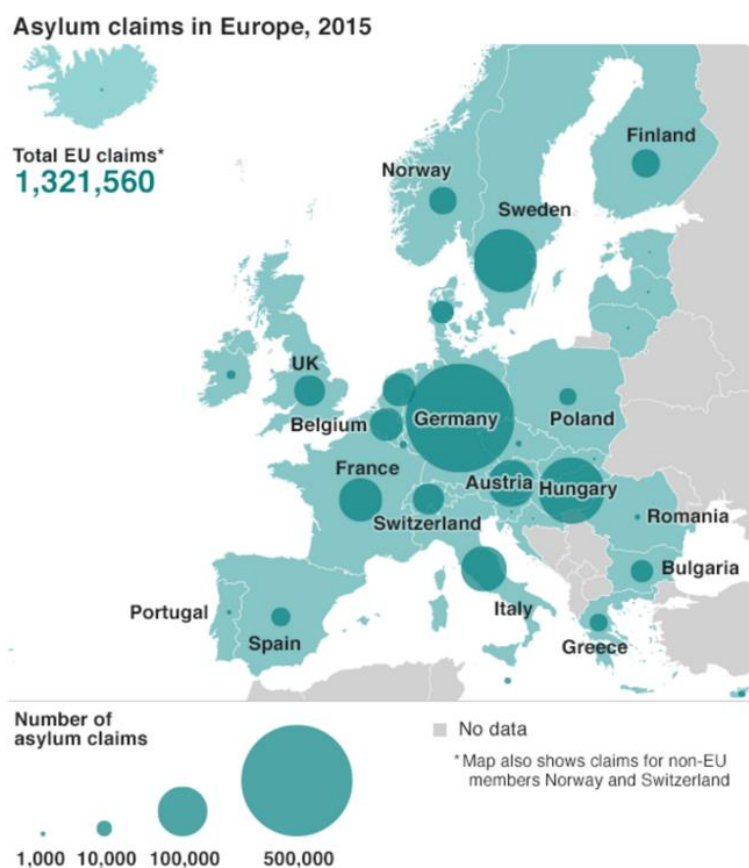 Asylum claims in Europe, 2015
Total EU claims*
1,321,560
Finland
Norway
Sweden
UK
Belgium
Germany
Poland
France
Austria
Hungary
Switzerland
Romania
Bulgaria
Portugal
Spain
Italy
Greece
Number of
asylum claims
1,000 10,000 100,000 500,000
No data
*Map also shows claims for non-EU
members Norway and Switzerland